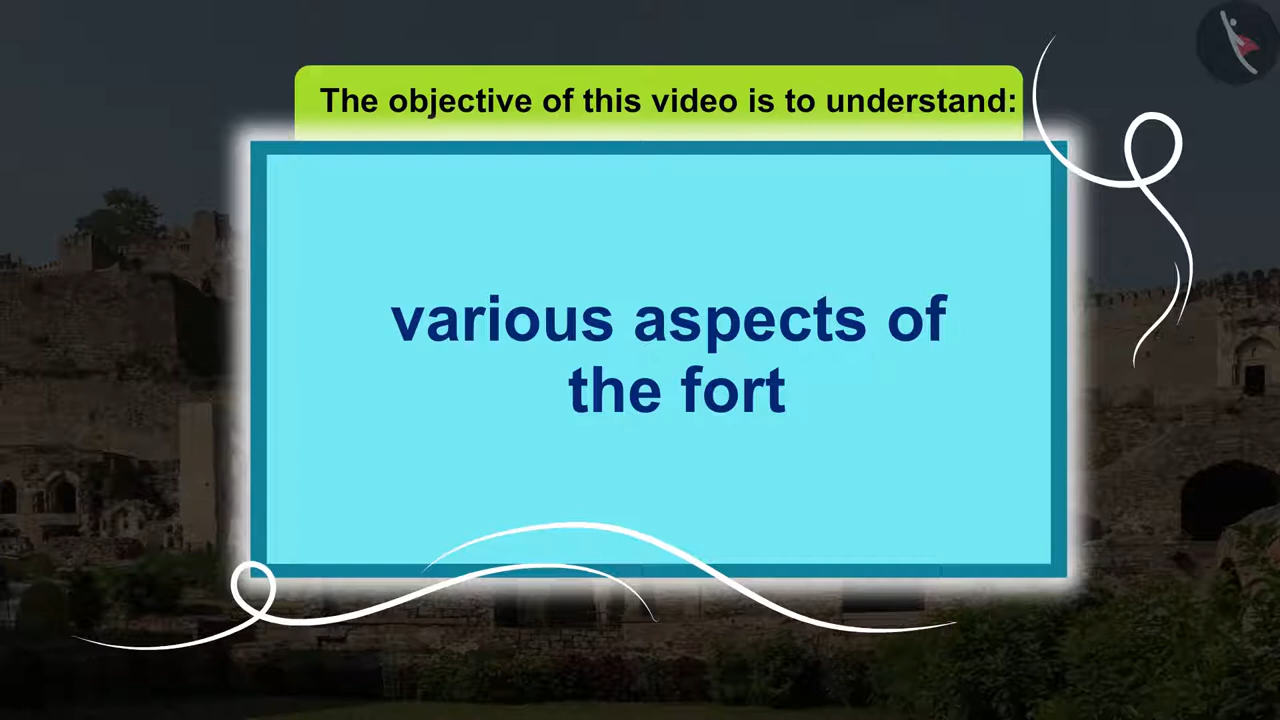 The objective of this video is to understand:
various aspects of
the fort